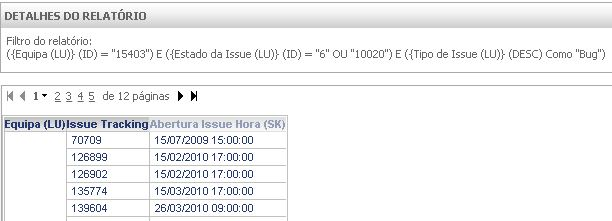 DETALHES DO RELATÓRIO
Filtro do relatório:
({Equipa (LU)} (ID) = "15403") E ({Estado da Issue (LU)} (ID) = "6" OU "10020") E ({Tipo de Issue (LU)} (DESC) Como "Bug")
1 2 3 4 5 de 12 páginas
Equipa (LU) Issue Tracking Abertura Issue Hora (SK)
70709 15/07/2009 15:00:00
126899 15/02/2010 17:00:00
126902 15/02/2010 17:00:00
135774 15/03/2010 17:00:00
139604 26/03/2010 09:00:00